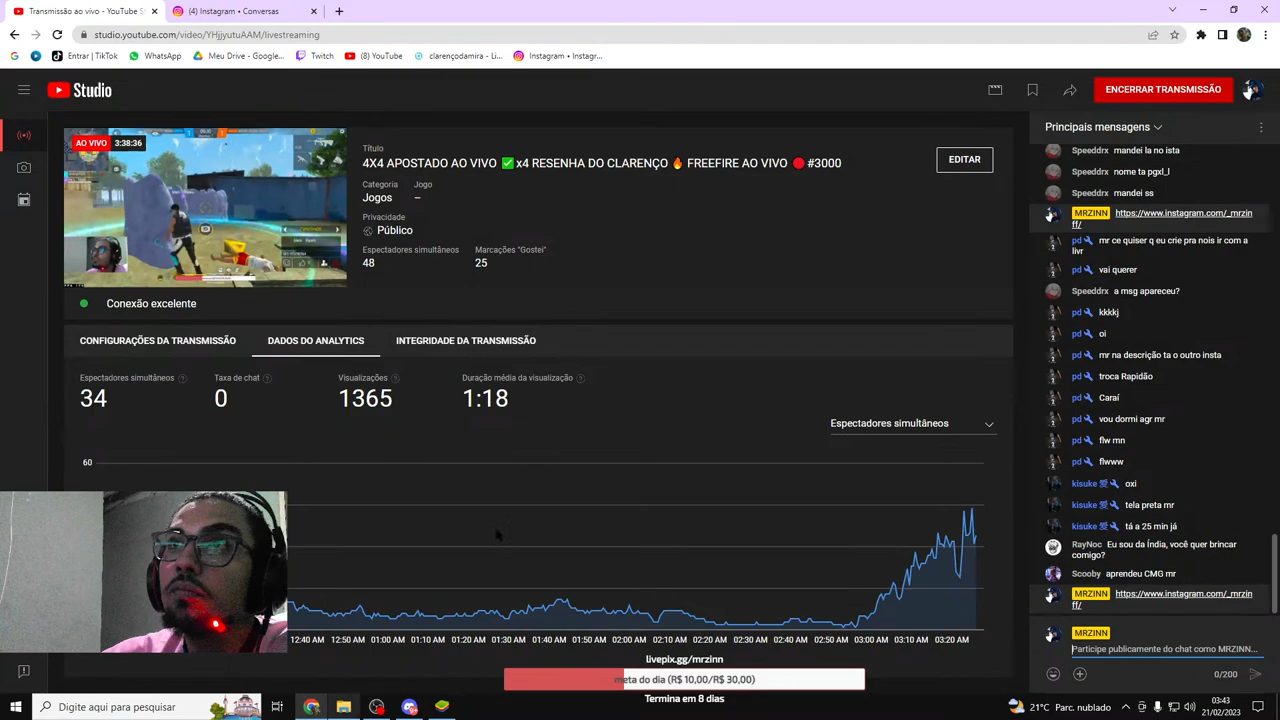 Transmissão ao vivo - YouTube S
(4) Instagram • Conversas
studio.youtube.com/video/YHjjyutuAAM/livestreaming
Entrar | TikTok
WhatsApp
Meu Drive - Google...
Twitch
(8) YouTube
clarençodamira - Li...
Instagram • Instagr...
Studio
ENCERRAR TRANSMISSÃO
AO VIVO
3:38:36
Título
4X4 APOSTADO AO VIVO ✅ x4 RESENHA DO CLARENÇO 🔥 FREEFIRE AO VIVO 🔴 #3000
EDITAR
Categoria
Jogo
Jogos
–
Privacidade
Público
Espectadores simultâneos
Marcações "Gostei"
48
25
Conexão excelente
CONFIGURAÇÕES DA TRANSMISSÃO
DADOS DO ANALYTICS
INTEGRIDADE DA TRANSMISSÃO
Espectadores simultâneos
Taxa de chat
Visualizações
Duração média da visualização
34
0
1365
1:18
Espectadores simultâneos
60
12:40 AM
12:50 AM
01:00 AM
01:10 AM
01:20 AM
01:30 AM
01:40 AM
01:50 AM
02:00 AM
02:10 AM
02:20 AM
02:30 AM
02:40 AM
02:50 AM
03:00 AM
03:10 AM
03:20 AM
livepix.gg/mrzinn
meta do dia (R$ 10,00/R$ 30,00)
Termina em 8 dias
Principais mensagens
Speeddrx mandei la no ista
Speeddrx nome ta pgxl_l
Speeddrx mandei ss
MRZINN https://www.instagram.com/_mrzi
ff/
pd mr ce quiser q eu crie pra nois ir com a
livr
pd vai querer
Speeddrx a msg apareceu?
pd kkkkj
pd oi
pd mr na descrição ta o outro insta
pd troca Rapidão
pd Caraí
pd vou dormi agr mr
pd flw mn
pd flwww
kisuke 愛 oxi
kisuke 愛 tela preta mr
kisuke 愛 tá a 25 min já
RayNoc Eu sou da Índia, você quer brincar
comigo?
Scooby aprendeu CMG mr
MRZINN https://www.instagram.com/_mrzi
ff/
MRZINN
Participe publicamente do chat como MRZINN...
0/200
Digite aqui para pesquisar
21°C Parc. nublado
03:43
21/02/2023